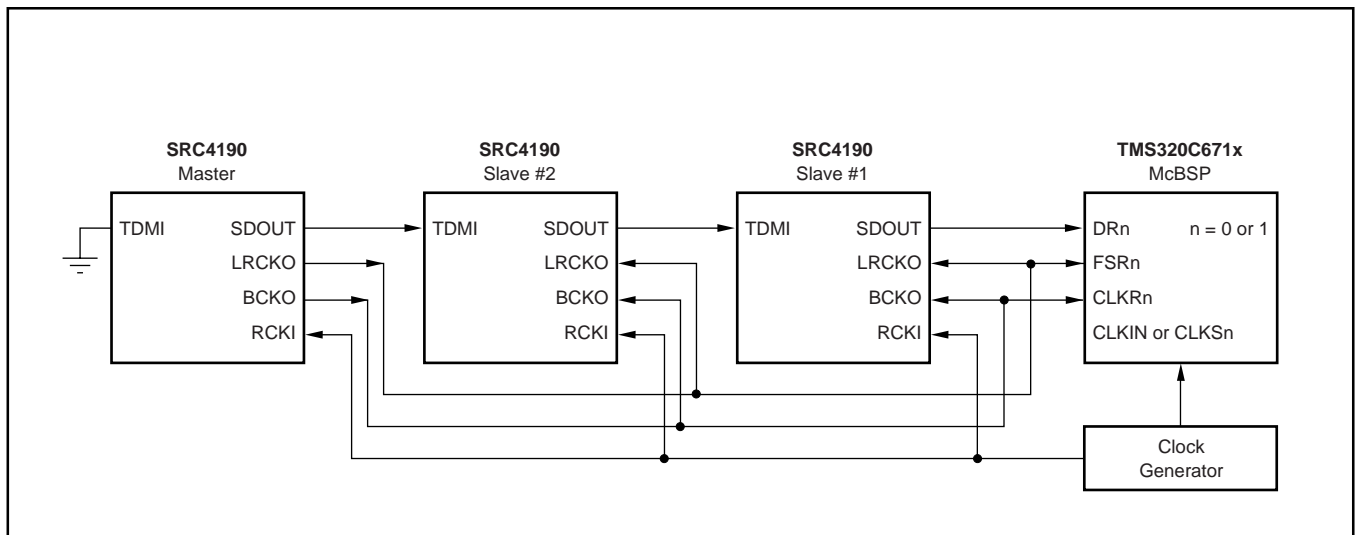 SRC4190
Master
TDMI
SDOUT
LRCKO
BCKO
RCKI
SRC4190
Slave #2
TDMI
SDOUT
LRCKO
BCKO
RCKI
SRC4190
Slave #1
TDMI
SDOUT
LRCKO
BCKO
RCKI
TMS320C671x
McBSP
DRn n = 0 or 1
FSRn
CLKRn
CLKIN or CLKSn
Clock
Generator